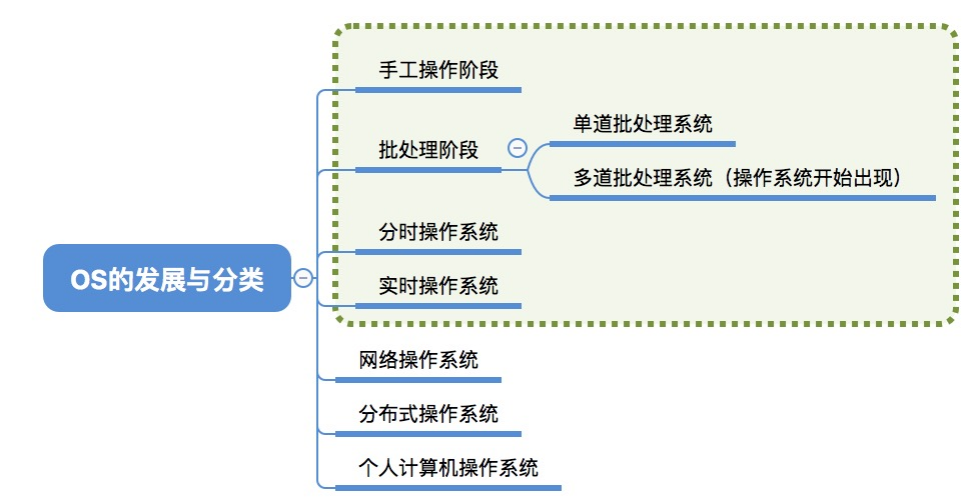 手工操作阶段
单道批处理系统
批处理阶段
多道批处理系统（操作系统开始出现）
分时操作系统
OS的发展与分类
实时操作系统
网络操作系统
分布式操作系统
个人计算机操作系统